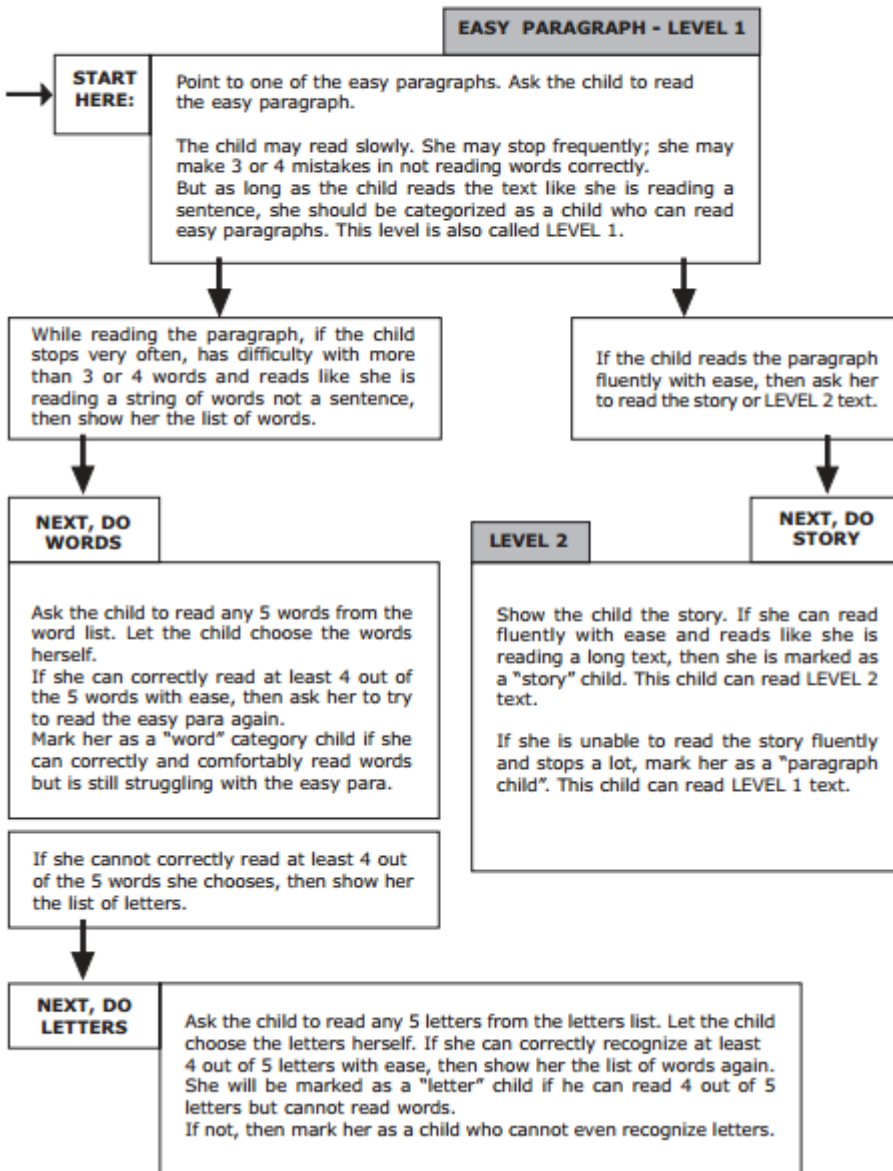 EASY PARAGRAPH - LEVEL 1
START
HERE:
Point to one of the easy paragraphs. Ask the child to read
the easy paragraph.
The child may read slowly. She may stop frequently; she may
make 3 or 4 mistakes in not reading words correctly.
But as long as the child reads the text like she is reading a
sentence, she should be categorized as a child who can read
easy paragraphs. This level is also called LEVEL 1.
While reading the paragraph, if the child
stops very often, has difficulty with more
than 3 or 4 words and reads like she is
reading a string of words not a sentence,
then show her the list of words.
If the child reads the paragraph
fluently with ease, then ask her
to read the story or LEVEL 2 text.
NEXT, DO
WORDS
Ask the child to read any 5 words from the
word list. Let the child choose the words
herself.
If she can correctly read at least 4 out of
the 5 words with ease, then ask her to try
to read the easy para again.
Mark her as a “word” category child if she
can correctly and comfortably read words
but is still struggling with the easy para.
If she cannot correctly read at least 4 out
of the 5 words she chooses, then show her
the list of letters.
LEVEL 2
NEXT, DO
STORY
Show the child the story. If she can read
fluently with ease and reads like she is
reading a long text, then she is marked as
a “story” child. This child can read LEVEL 2
text.
If she is unable to read the story fluently
and stops a lot, mark her as a “paragraph
child”. This child can read LEVEL 1 text.
NEXT, DO
LETTERS
Ask the child to read any 5 letters from the letters list. Let the child
choose the letters herself. If she can correctly recognize at least
4 out of 5 letters with ease, then show her the list of words again.
She will be marked as a “letter” child if he can read 4 out of 5
letters but cannot read words.
If not, then mark her as a child who cannot even recognize letters.